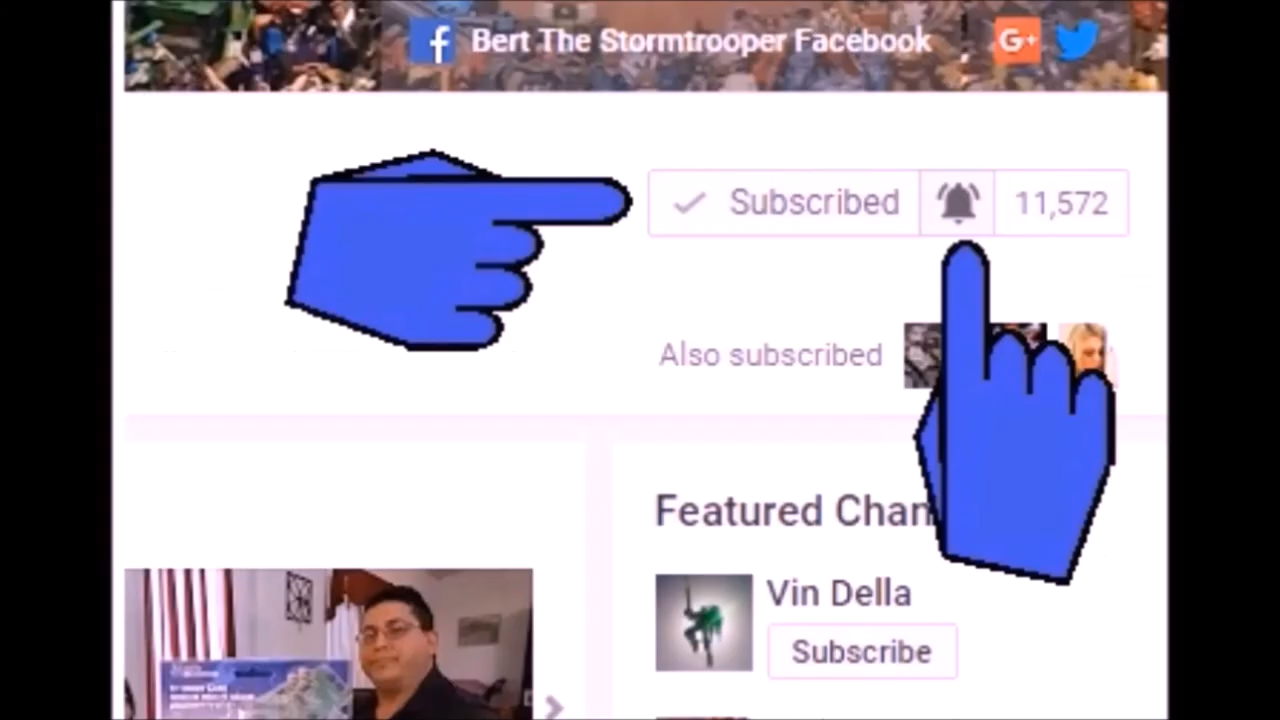 f Bert The Stormtrooper Facebook G+
Subscribed 11,572
Also subscribed
Featured Chan
Vin Della
Subscribe